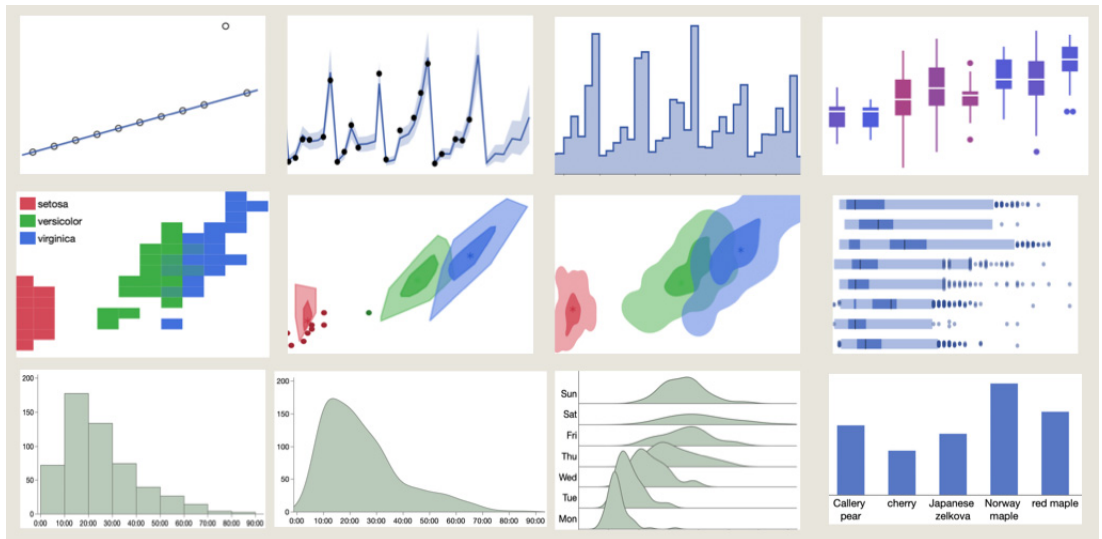 setosa
versicolor
virginica
200
150
100
50
0
0:00 10:00 20:00 30:00 40:00 50:00 60:00 70:00 80:00 90:00
200
150
100
50
0
10:00 20:00 30:00 40:00 50:00 60:00 70:00 80:00 90:00
Sun
Sat
Fri
Thu
Wed
Tue
Mon
Callery cherry Japanese Norway red maple
pear zelkova maple